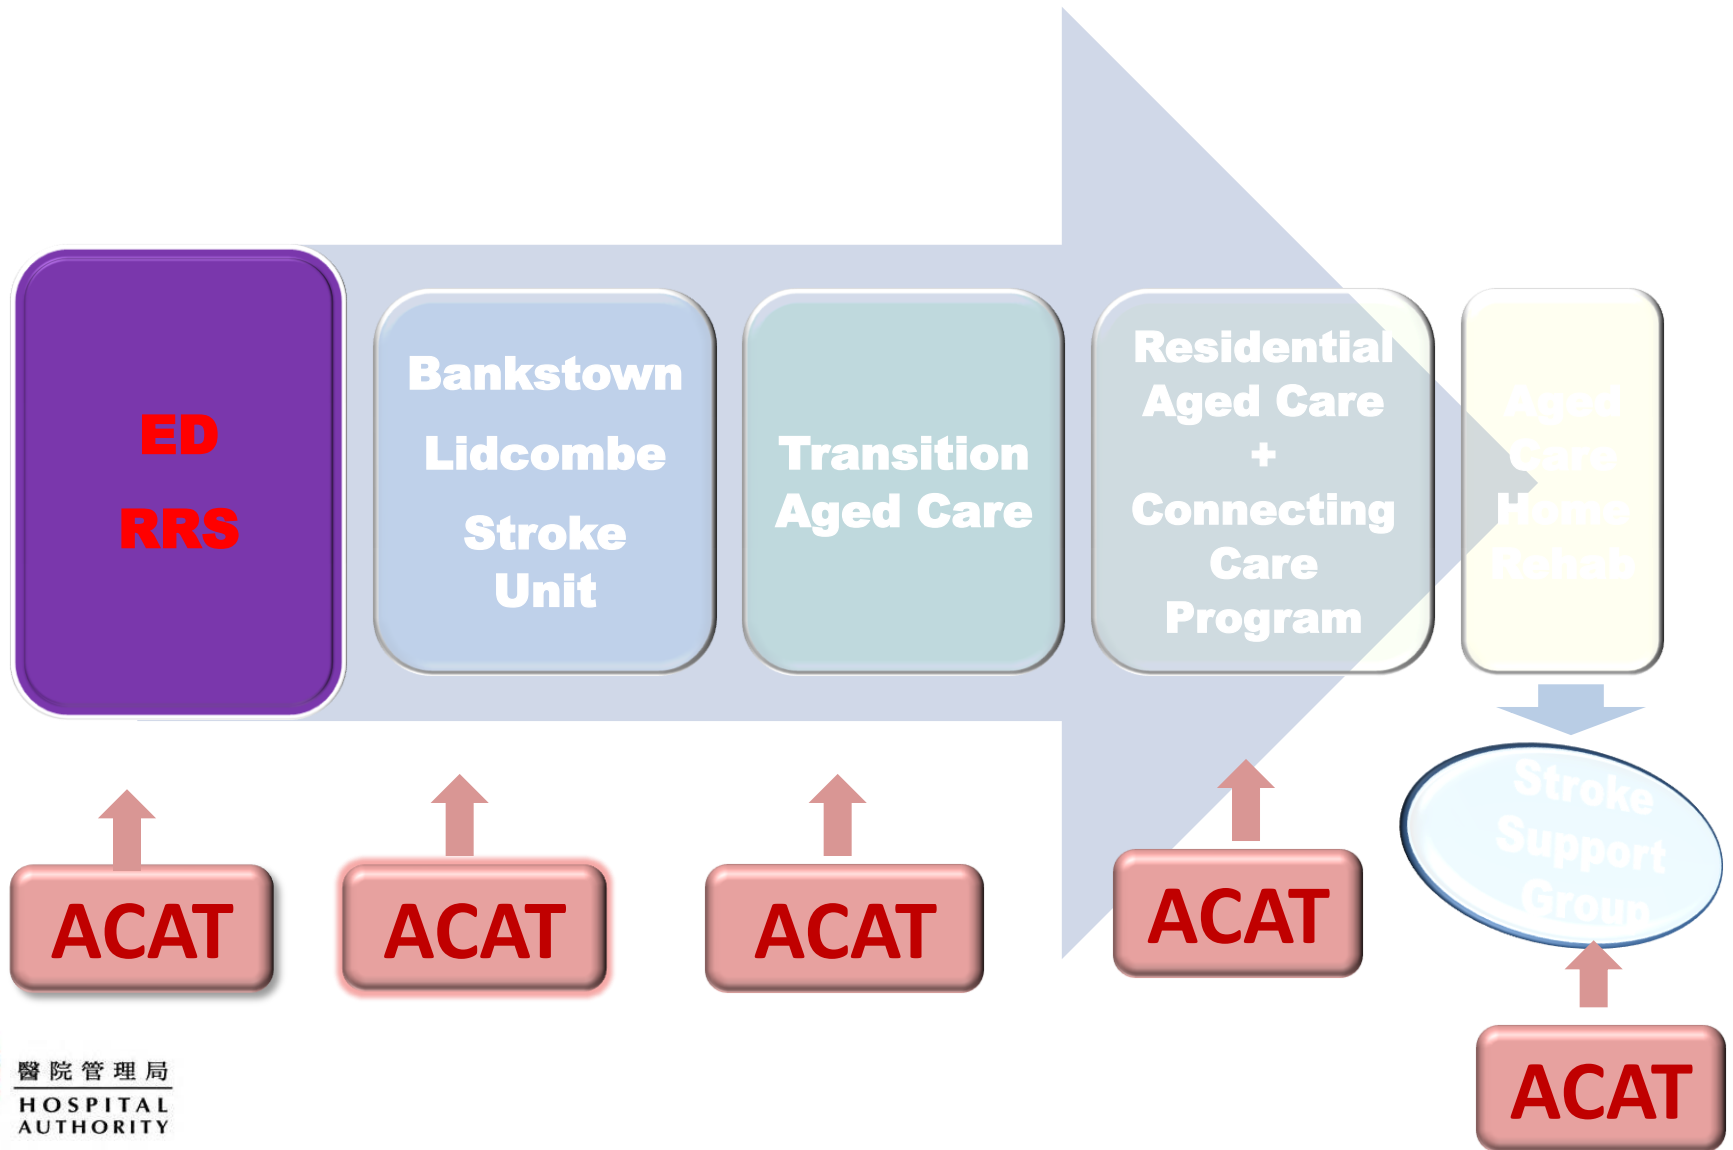 ED
RRS
Bankstown
Lidcombe
Stroke
Unit
Transition
Aged Care
Residential
Aged Care
+
Connecting
Care
Program
Aged
Care
Home
Rehab
Stroke
Support
Group
ACAT
ACAT
ACAT
ACAT
ACAT
醫院管理局
HOSPITAL
AUTHORITY